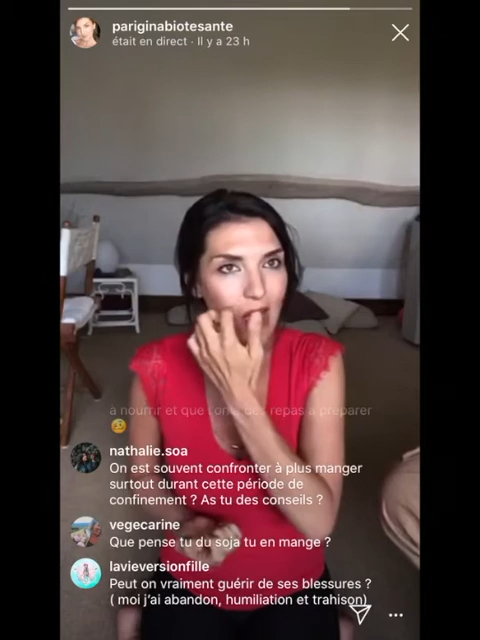 pariginabiotesante
était en direct · Il y a 23 h
à nourrir et que l'on a des repas à préparer
nathalie.soa
On est souvent confronter à plus manger
surtout durant cette période de
confinement ? As tu des conseils ?
vegecarine
Que pense tu du soja tu en mange ?
lavieversionfille
Peut on vraiment guérir de ses blessures ?
( moi j'ai abandon, humiliation et trahison)